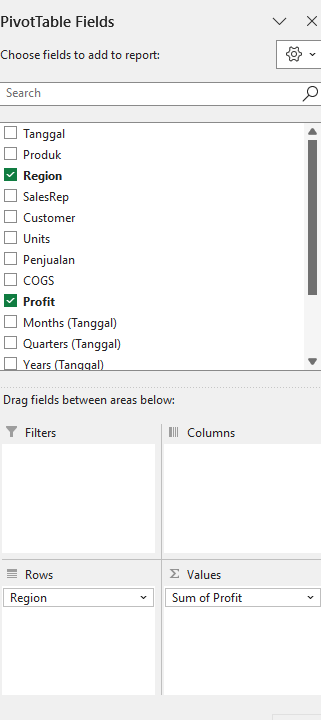 PivotTable Fields
Choose fields to add to report:
Search
Tanggal
Produk
Region
SalesRep
Customer
Units
Penjualan
COGS
Profit
Months (Tanggal)
Quarters (Tanggal)
Years (Tanggal)
Drag fields between areas below:
Filters
Columns
Rows
Σ Values
Region
Sum of Profit